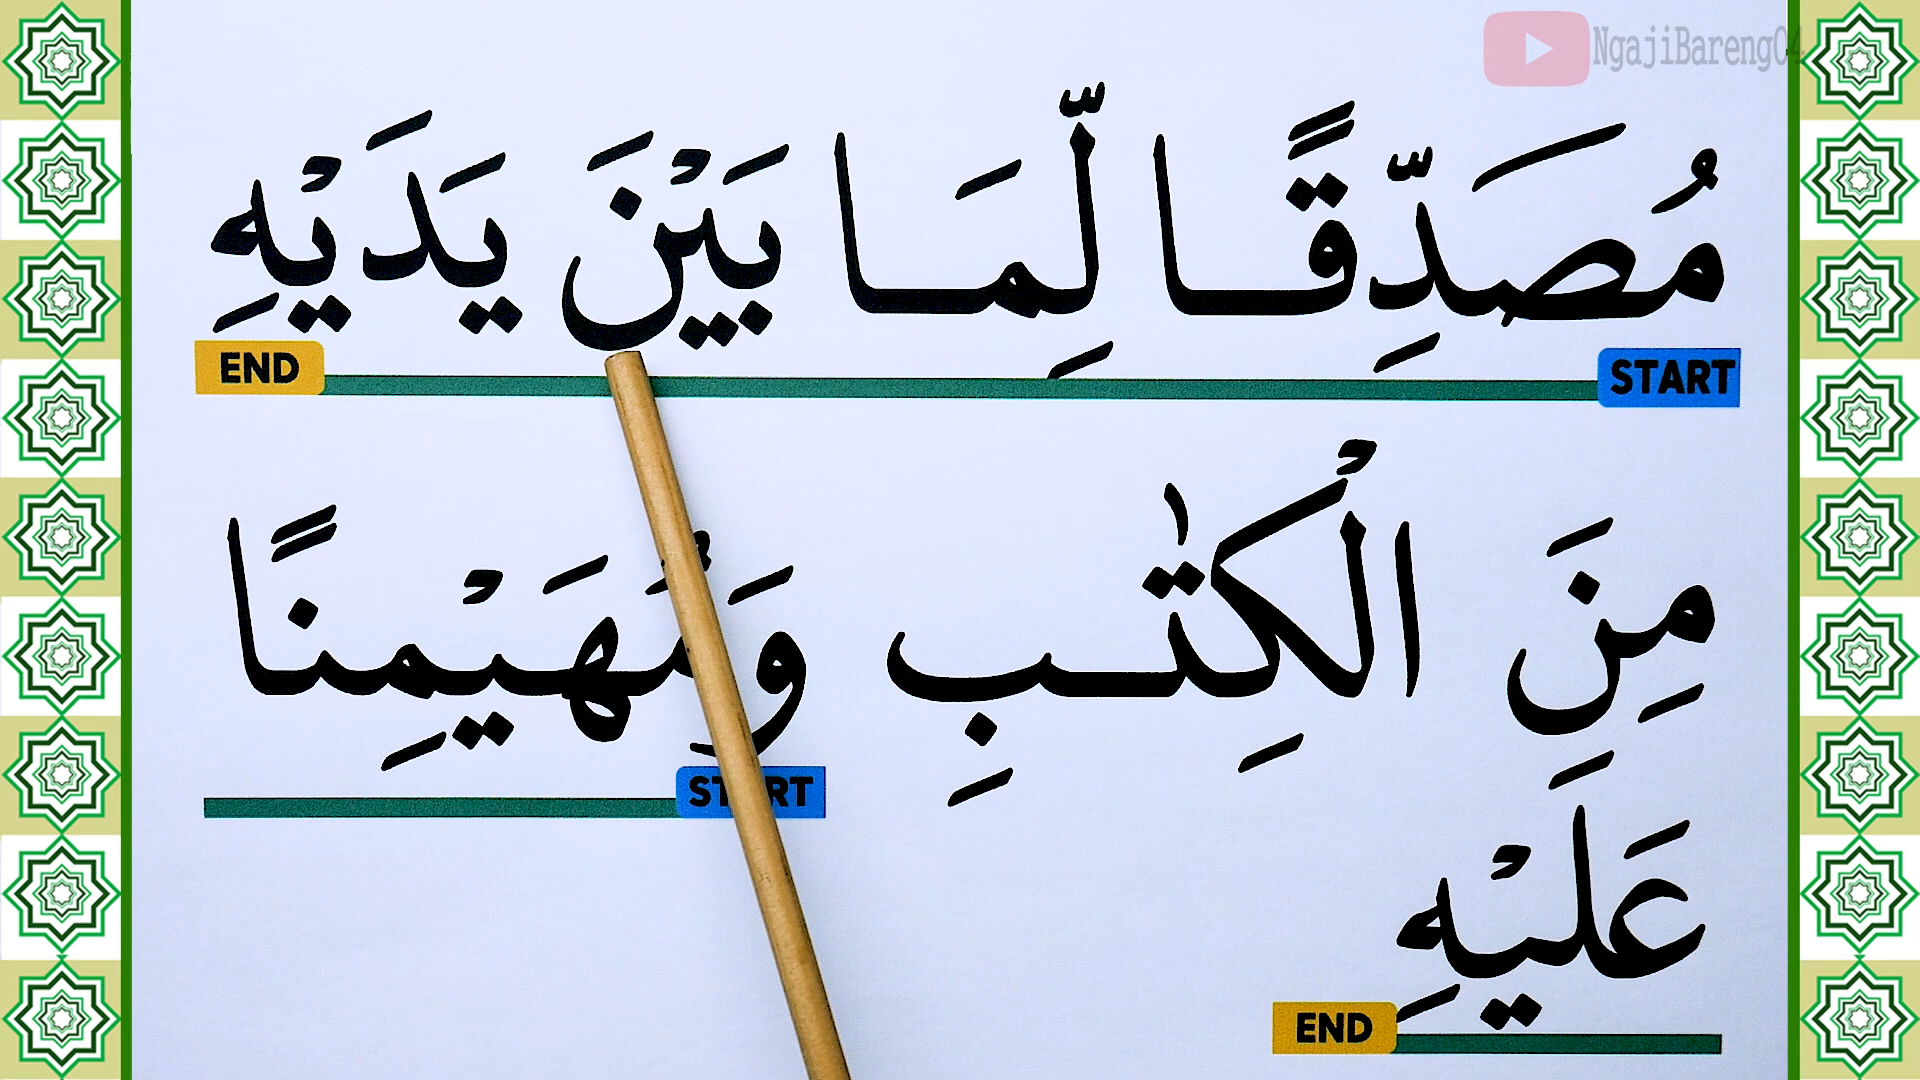 NgajiBareng04
مُصَدِّقًا لِّمَا بَيْنَ يَدَيْهِ
END START
مِنَ الْكِتٰبِ وَمُهَيْمِنًا
START
عَلَيْهِ
END